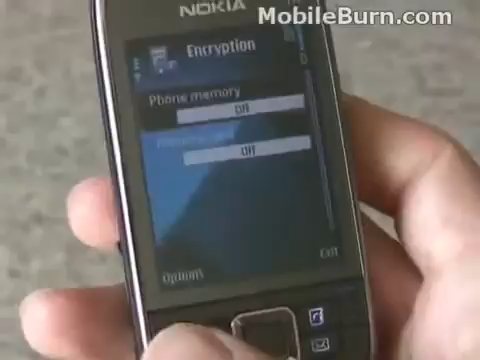 NOKIA
MobileBurn.com
Encryption
Phone memory
Off
Off
Options
Exit